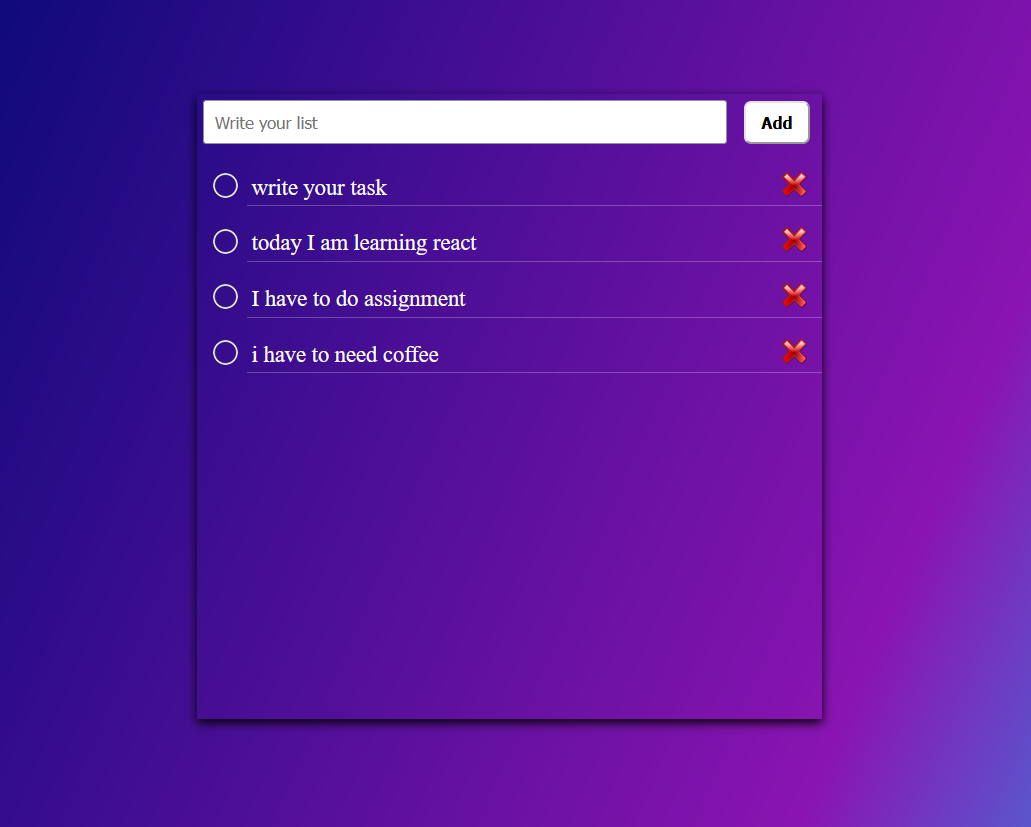 Write your list
Add
write your task
today I am learning react
I have to do assignment
i have to need coffee